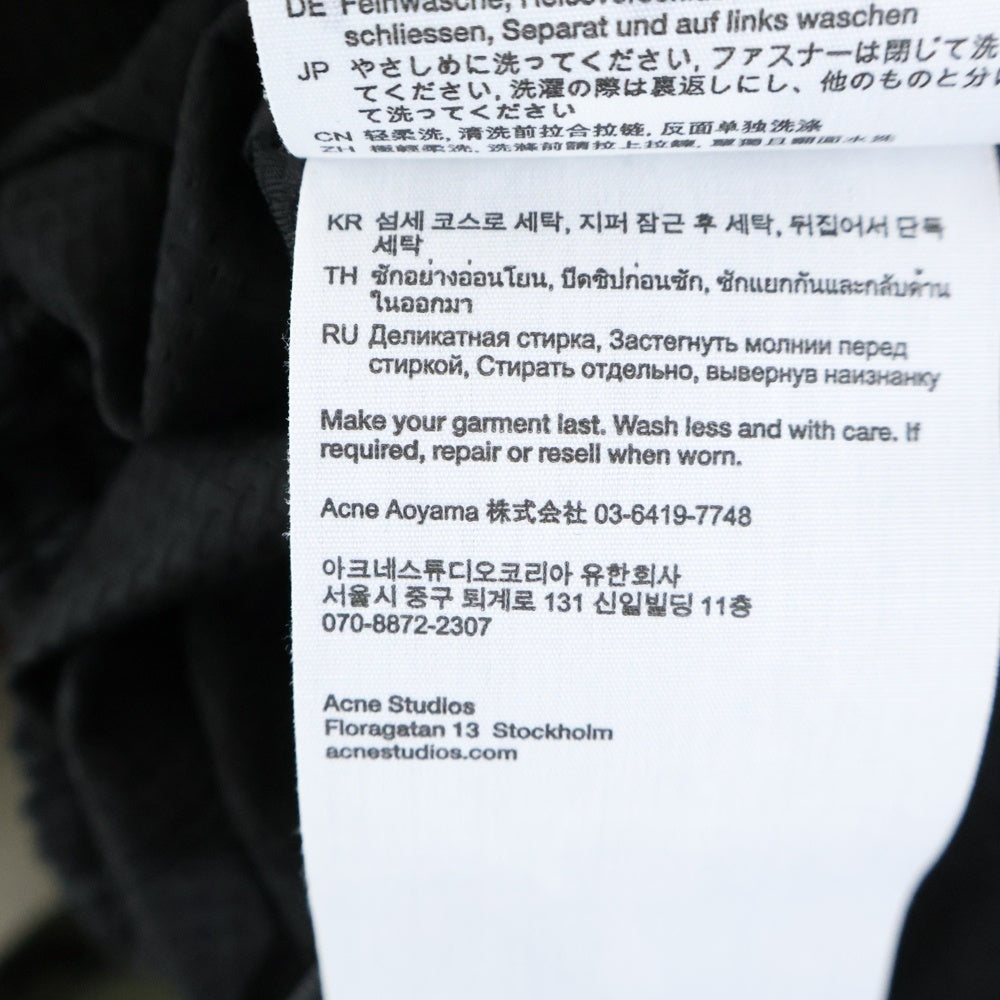 DE Feinwäsche,
schliessen, Separat und auf links waschen
JP やさしめに洗ってください, ファスナーは閉じて洗
てください, 洗濯の際は裏返しにし、他のものと分け
て洗ってください
CN 轻柔洗, 清洗前拉合拉链, 反面单独洗涤
ZH
KR 섬세 코스로 세탁, 지퍼 잠근 후 세탁, 뒤집어서 단독
세탁
TH ซักอย่างอ่อนโยน, ปิดซิปก่อนซัก, ซักแยกกันและกลับด้าน
ในออกมา
RU Деликатная стирка, Застегнуть молнии перед
стиркой, Стирать отдельно, вывернув наизнанку
Make your garment last. Wash less and with care. If
required, repair or resell when worn.
Acne Aoyama 株式会社 03-6419-7748
아크네스튜디오코리아 유한회사
서울시 중구 퇴계로 131 신일빌딩 11층
070-8872-2307
Acne Studios
Floragatan 13 Stockholm
acnestudios.com